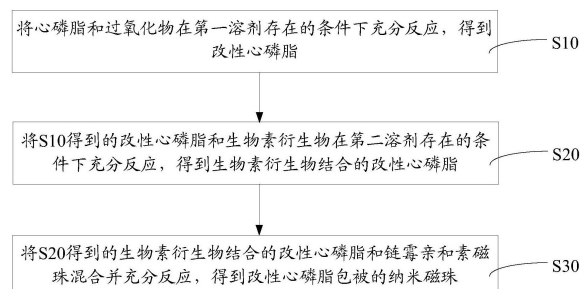 将心磷脂和过氧化物在第一溶剂存在的条件下充分反应，得到
改性心磷脂
S10
将S10得到的改性心磷脂和生物素衍生物在第二溶剂存在的条
件下充分反应，得到生物素衍生物结合的改性心磷脂
S20
将S20得到的生物素衍生物结合的改性心磷脂和链霉亲和素磁
珠混合并充分反应，得到改性心磷脂包被的纳米磁珠
S30